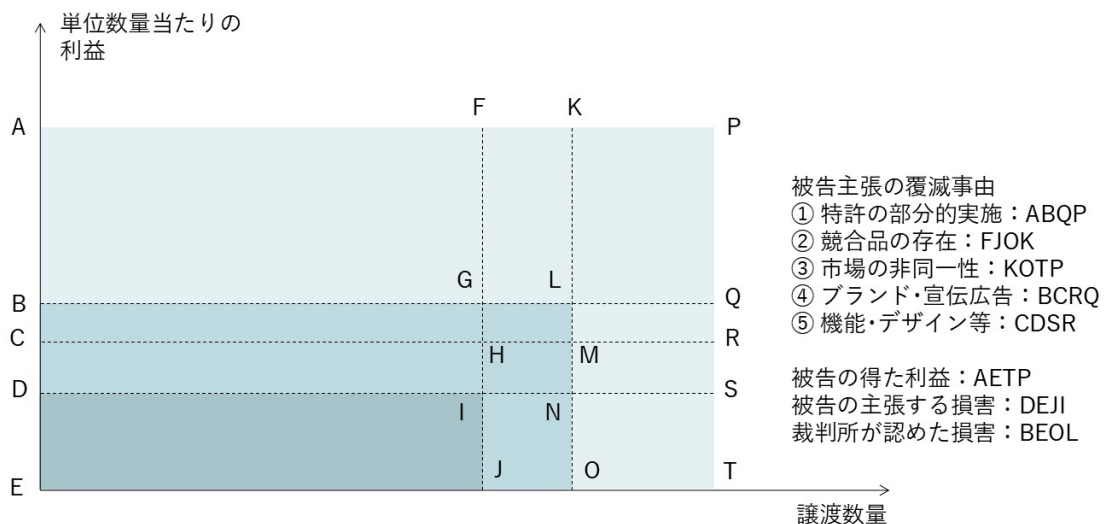 単位数量当たりの
利益
F
K
A
P
被告主張の覆滅事由
① 特許の部分的実施：ABQP
② 競合品の存在：FJOK
③ 市場の非同一性：KOTP
④ ブランド・宣伝広告：BCRQ
⑤ 機能・デザイン等：CDSR
G
L
B
Q
C
R
H
M
被告の得た利益：AETP
被告の主張する損害：DEJI
裁判所が認めた損害：BEOL
D
S
I
N
E
J
O
T
譲渡数量